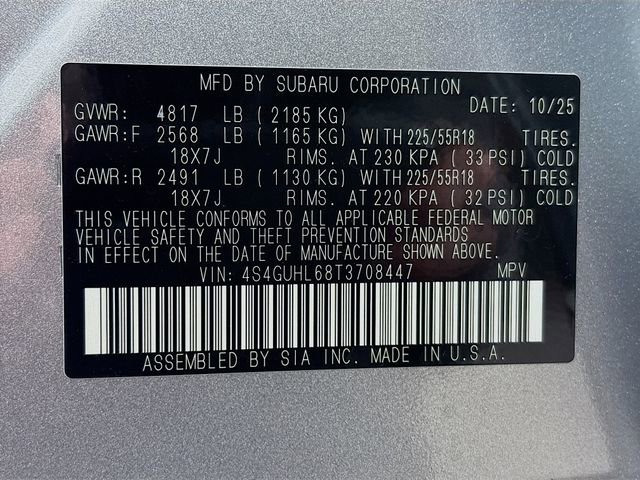 MFD BY SUBARU CORPORATION
GVWR: 4817 LB (2185 KG) DATE: 10/25
GAWR:F 2568 LB (1165 KG) WITH 225/55R18 TIRES.
18X7J RIMS. AT 230 KPA (33 PSI) COLD
GAWR:R 2491 LB (1130 KG) WITH 225/55R18 TIRES.
18X7J RIMS. AT 220 KPA (32 PSI) COLD
THIS VEHICLE CONFORMS TO ALL APPLICABLE FEDERAL MOTOR
VEHICLE SAFETY AND THEFT PREVENTION STANDARDS
IN EFFECT ON THE DATE OF MANUFACTURE SHOWN ABOVE.
VIN: 4S4GUHL68T3708447 MPV
ASSEMBLED BY SIA INC. MADE IN U.S.A.